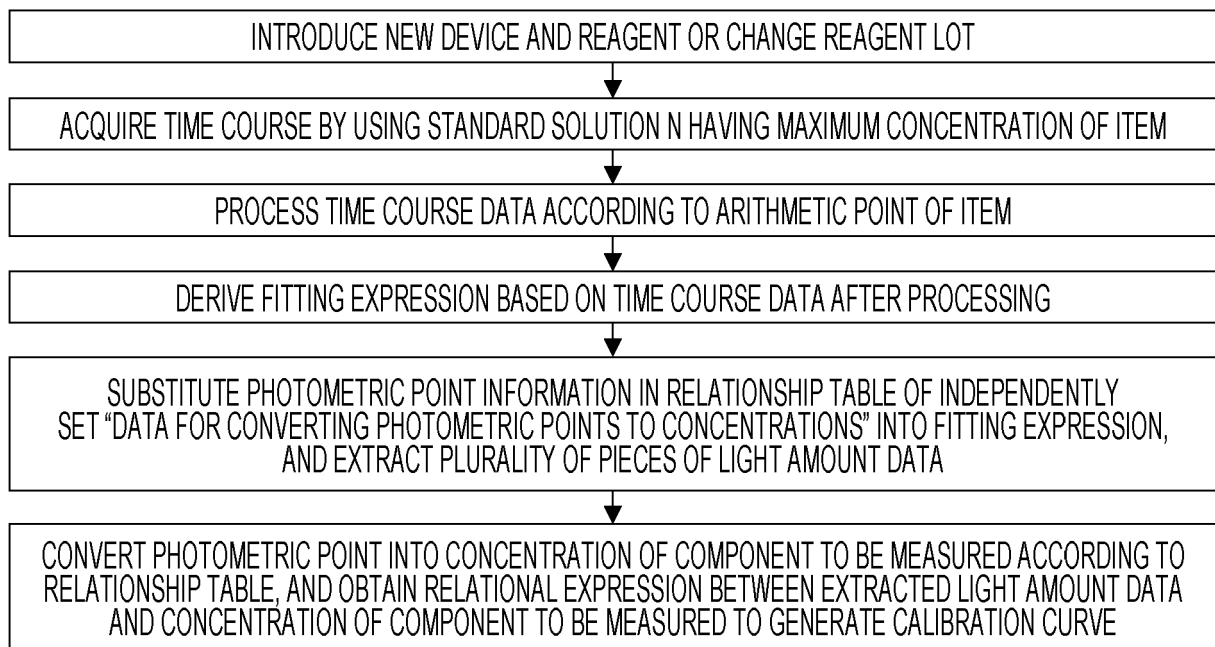 INTRODUCE NEW DEVICE AND REAGENT OR CHANGE REAGENT LOT
ACQUIRE TIME COURSE BY USING STANDARD SOLUTION N HAVING MAXIMUM CONCENTRATION OF ITEM
PROCESS TIME COURSE DATA ACCORDING TO ARITHMETIC POINT OF ITEM
DERIVE FITTING EXPRESSION BASED ON TIME COURSE DATA AFTER PROCESSING
SUBSTITUTE PHOTOMETRIC POINT INFORMATION IN RELATIONSHIP TABLE OF INDEPENDENTLY
SET “DATA FOR CONVERTING PHOTOMETRIC POINTS TO CONCENTRATIONS” INTO FITTING EXPRESSION,
AND EXTRACT PLURALITY OF PIECES OF LIGHT AMOUNT DATA
CONVERT PHOTOMETRIC POINT INTO CONCENTRATION OF COMPONENT TO BE MEASURED ACCORDING TO
RELATIONSHIP TABLE, AND OBTAIN RELATIONAL EXPRESSION BETWEEN EXTRACTED LIGHT AMOUNT DATA
AND CONCENTRATION OF COMPONENT TO BE MEASURED TO GENERATE CALIBRATION CURVE